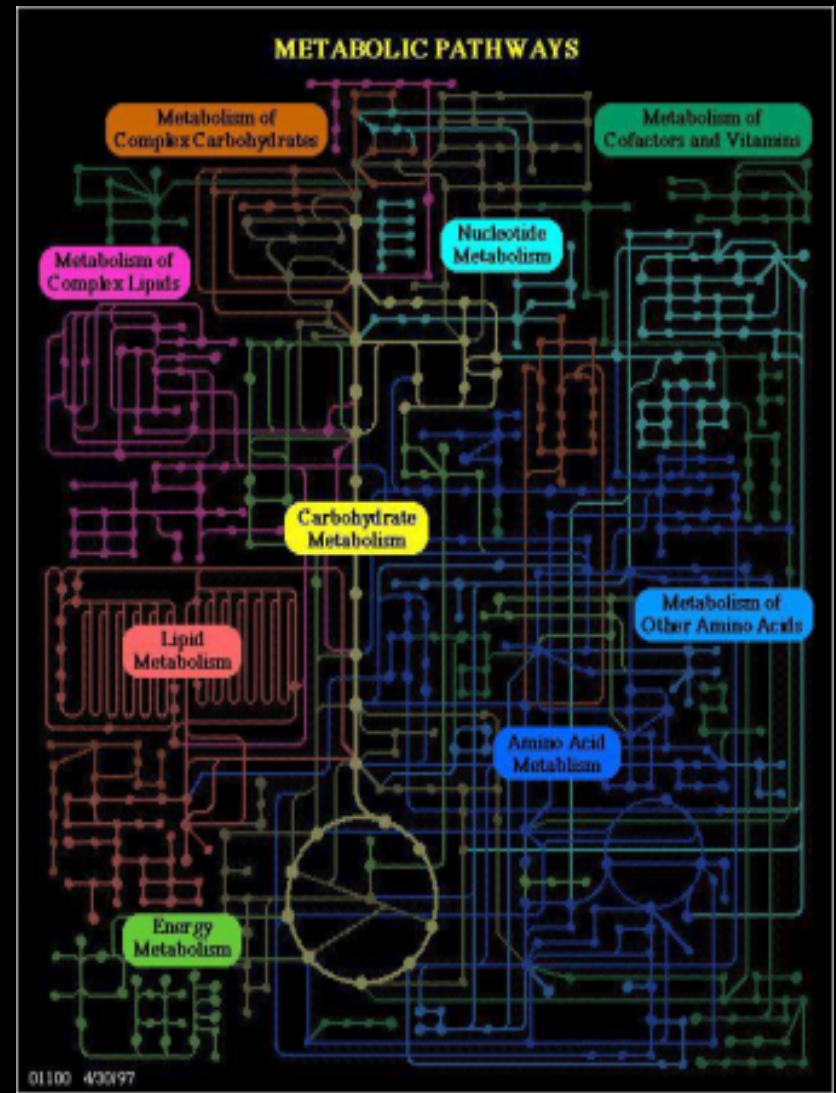 METABOLIC PATHWAYS
Metabolism of
Complex Carbohydrates
Metabolism of
Cofactors and Vitamins
Nucleotide
Metabolism
Metabolism of
Complex Lipids
Carbohydrate
Metabolism
Metabolism of
Other Amino Acids
Lipid
Metabolism
Amino Acid
Metablism
Energy
Metabolism
01100 4/30/97